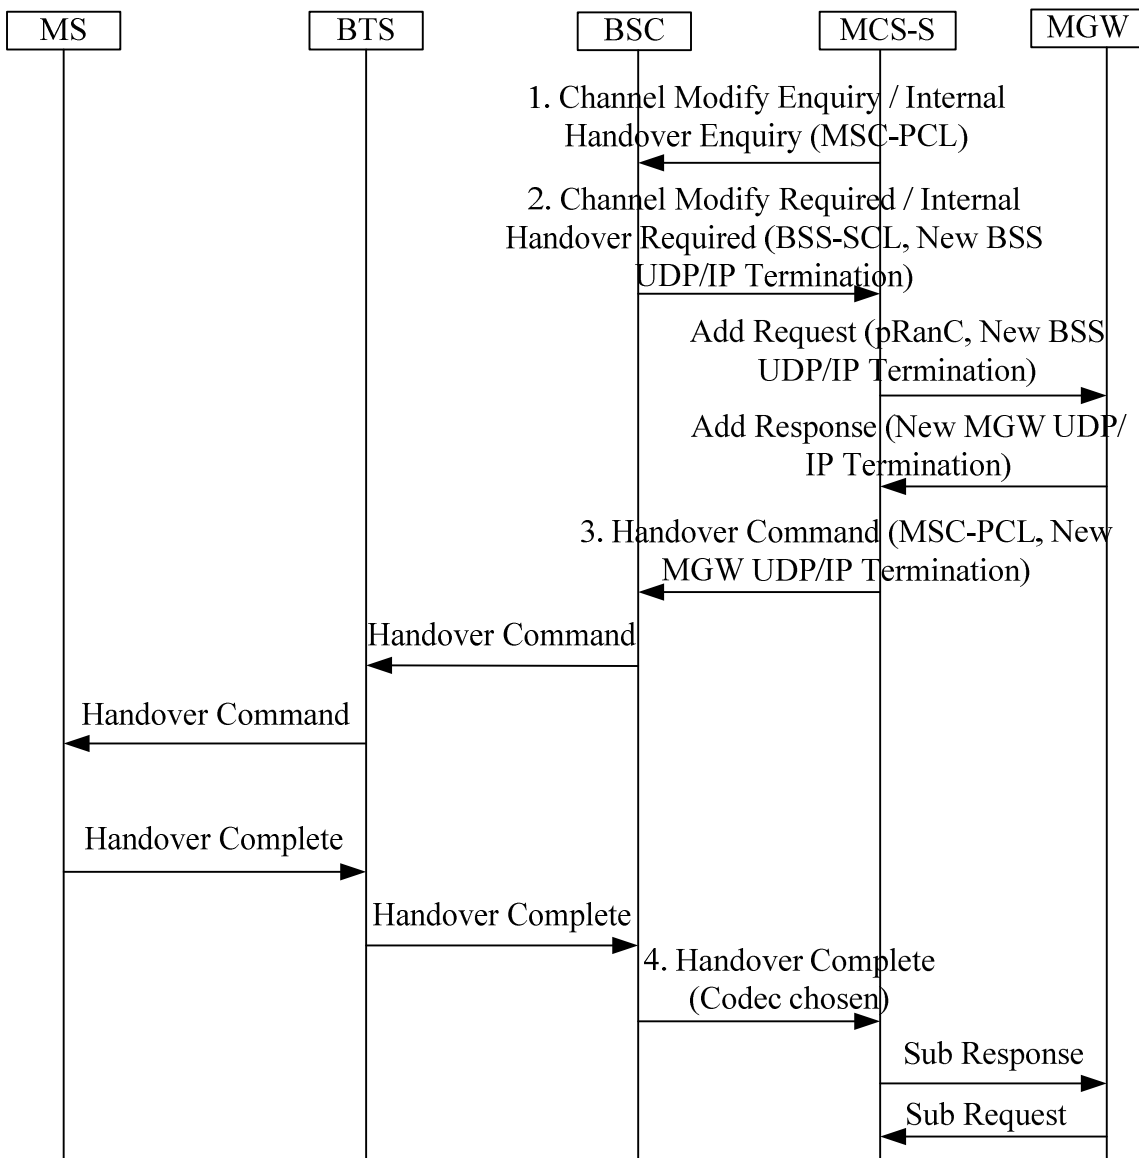 MS
BTS
BSC
MCS-S
MGW
1. Channel Modify Enquiry / Internal
Handover Enquiry (MSC-PCL)
2. Channel Modify Required / Internal
Handover Required (BSS-SCL, New BSS
UDP/IP Termination)
Add Request (pRanC, New BSS
UDP/IP Termination)
Add Response (New MGW UDP/
IP Termination)
3. Handover Command (MSC-PCL, New
MGW UDP/IP Termination)
Handover Command
Handover Command
Handover Complete
Handover Complete
4. Handover Complete
(Codec chosen)
Sub Response
Sub Request